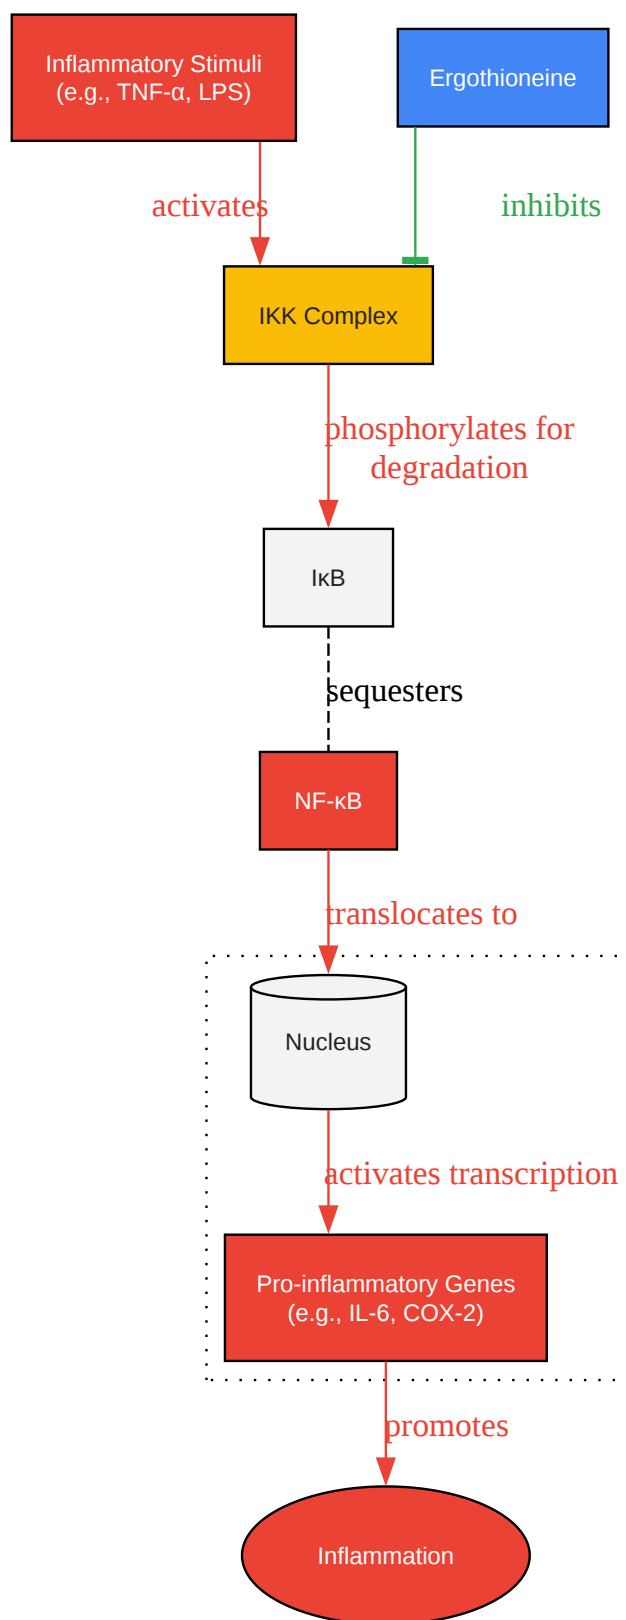 Inflammatory Stimuli
(e.g., TNF-α, LPS)
Ergothioneine
activates
inhibits
IKK Complex
phosphorylates for
degradation
IκB
sequesters
NF-κB
translocates to
Nucleus
activates transcription
Pro-inflammatory Genes
(e.g., IL-6, COX-2)
promotes
Inflammation